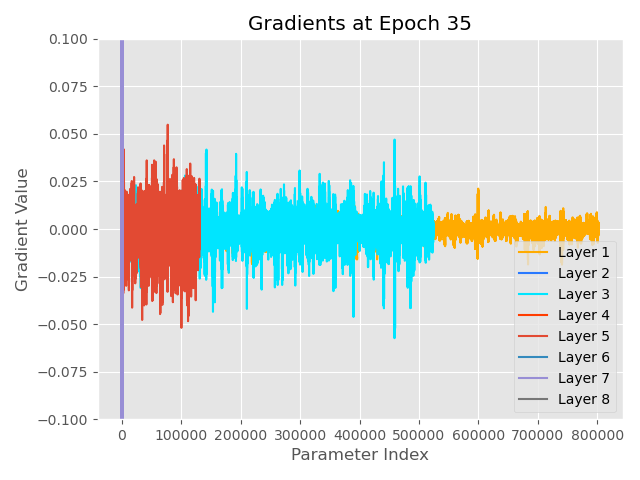 Gradients at Epoch 35
0.100
0.075
0.050
0.025
0.000
−0.025
−0.050
−0.075
−0.100
Gradient Value
0
100000
200000
300000
400000
500000
600000
700000
800000
Parameter Index
Layer 1
Layer 2
Layer 3
Layer 4
Layer 5
Layer 6
Layer 7
Layer 8